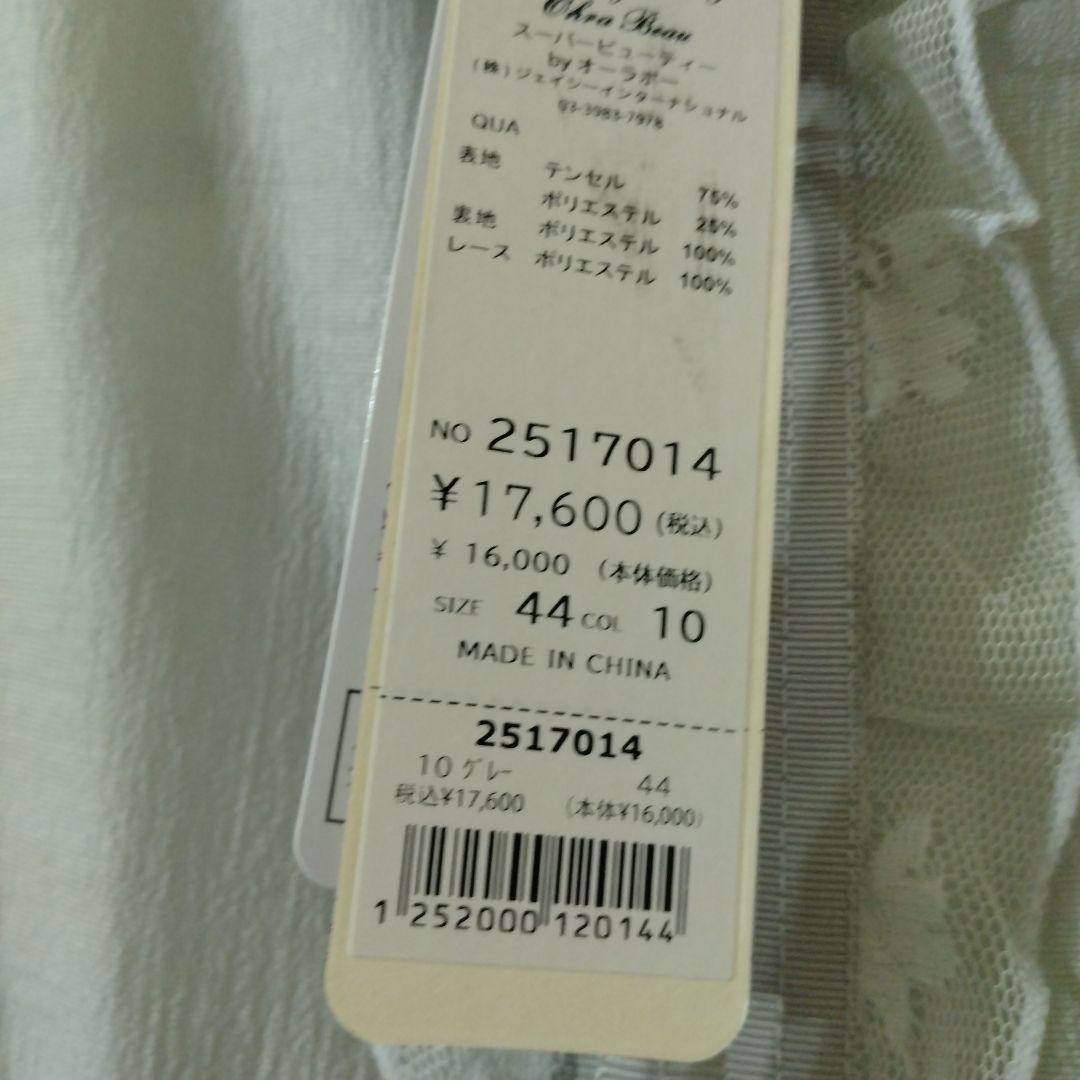 Ohra Beau
スーパービューティー
by オーラボー
(株)ジェイシーインターナショナル
03-3983-7978
QUA
表地 テンセル 75%
ポリエステル 25%
裏地 ポリエステル 100%
レース ポリエステル 100%
NO 2517014
¥17,600 (税込)
¥ 16,000 (本体価格)
SIZE 44 COL 10
MADE IN CHINA
2517014
10 グレー 44
税込¥17,600 (本体¥16,000)
1 252000 120144